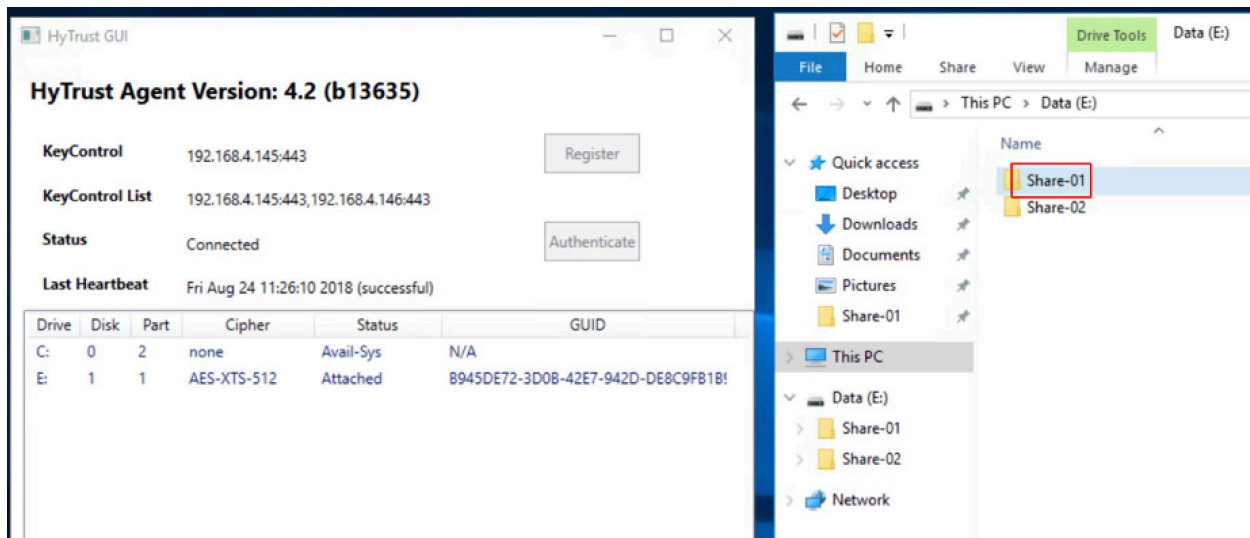 HyTrust GUI
HyTrust Agent Version: 4.2 (b13635)
KeyControl 192.168.4.145:443 Register
KeyControl List 192.168.4.145:443,192.168.4.146:443
Status Connected Authenticate
Last Heartbeat Fri Aug 24 11:26:10 2018 (successful)
Drive Disk Part Cipher Status GUID
C: 0 2 none Avail-Sys N/A
E: 1 1 AES-XTS-512 Attached B945DE72-3D0B-42E7-942D-DE8C9FB1B
Drive Tools Data (E:)
File Home Share View Manage
This PC > Data (E:)
Quick access
Desktop
Downloads
Documents
Pictures
Share-01
This PC
Data (E:)
Share-01
Share-02
Network
Name
Share-01
Share-02